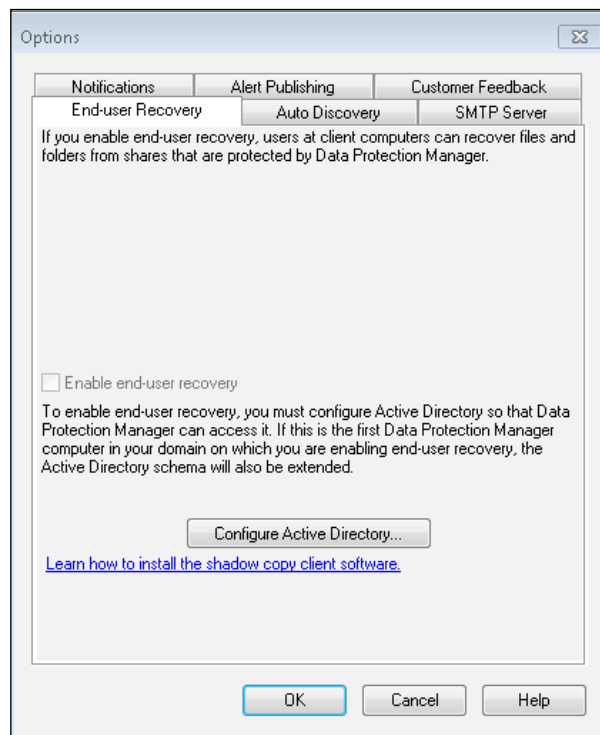 Options
Notifications
Alert Publishing
Customer Feedback
End-user Recovery
Auto Discovery
SMTP Server
If you enable end-user recovery, users at client computers can recover files and
folders from shares that are protected by Data Protection Manager.
Enable end-user recovery
To enable end-user recovery, you must configure Active Directory so that Data
Protection Manager can access it. If this is the first Data Protection Manager
computer in your domain on which you are enabling end-user recovery, the
Active Directory schema will also be extended.
Configure Active Directory...
Learn how to install the shadow copy client software.
OK
Cancel
Help